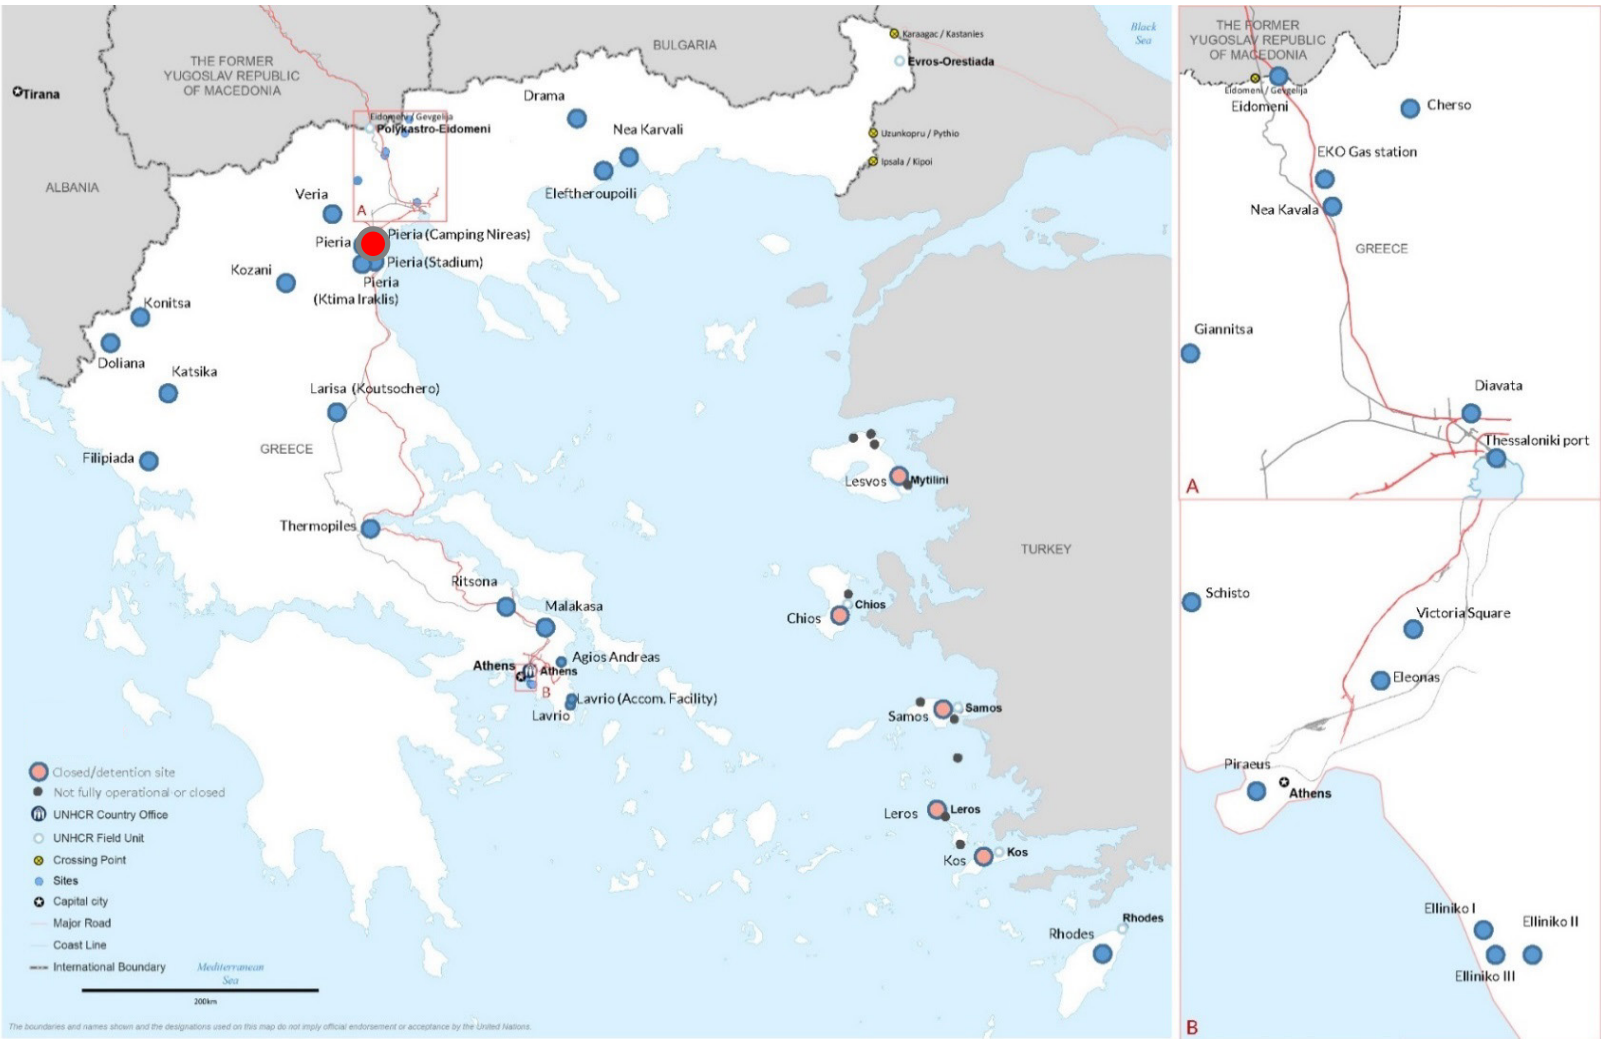 Black
Sea
BULGARIA
Karaagac / Kastanies
Evros-Orestiada
THE FORMER
YUGOSLAV REPUBLIC
OF MACEDONIA
Tirana
Drama
Nea Karvali
Eidomeni / Gevgelija
Polykastro-Eidomeni
Uzunkopru / Pythio
Ipsala / Kipoi
ALBANIA
Veria
A
Eleftheroupoili
Pieria
Pieria (Camping Nireas)
Pieria (Stadium)
Kozani
Pieria
(Ktima Iraklis)
Konitsa
Doliana
Katsika
Larisa (Koutsochero)
GREECE
Filipiada
Lesvos
Mytilini
Thermopiles
TURKEY
Ritsona
Malakasa
Chios
Chios
Agios Andreas
Athens
Athens
B
Lavrio (Accom. Facility)
Lavrio
Samos
Samos
Leros
Leros
Kos
Kos
Rhodes
Rhodes
Closed/detention site
Not fully operational or closed
UNHCR Country Office
UNHCR Field Unit
Crossing Point
Sites
Capital city
Major Road
Coast Line
International Boundary
Mediterranean
Sea
200km
The boundaries and names shown and the designations used on this map do not imply official endorsement or acceptance by the United Nations.
THE FORMER
YUGOSLAV REPUBLIC
OF MACEDONIA
Eidomeni / Gevgelija
Eidomeni
Cherso
EKO Gas station
Nea Kavala
GREECE
Giannitsa
Diavata
Thessaloniki port
A
Schisto
Victoria Square
Eleonas
Piraeus
Athens
Elliniko I
Elliniko II
Elliniko III
B